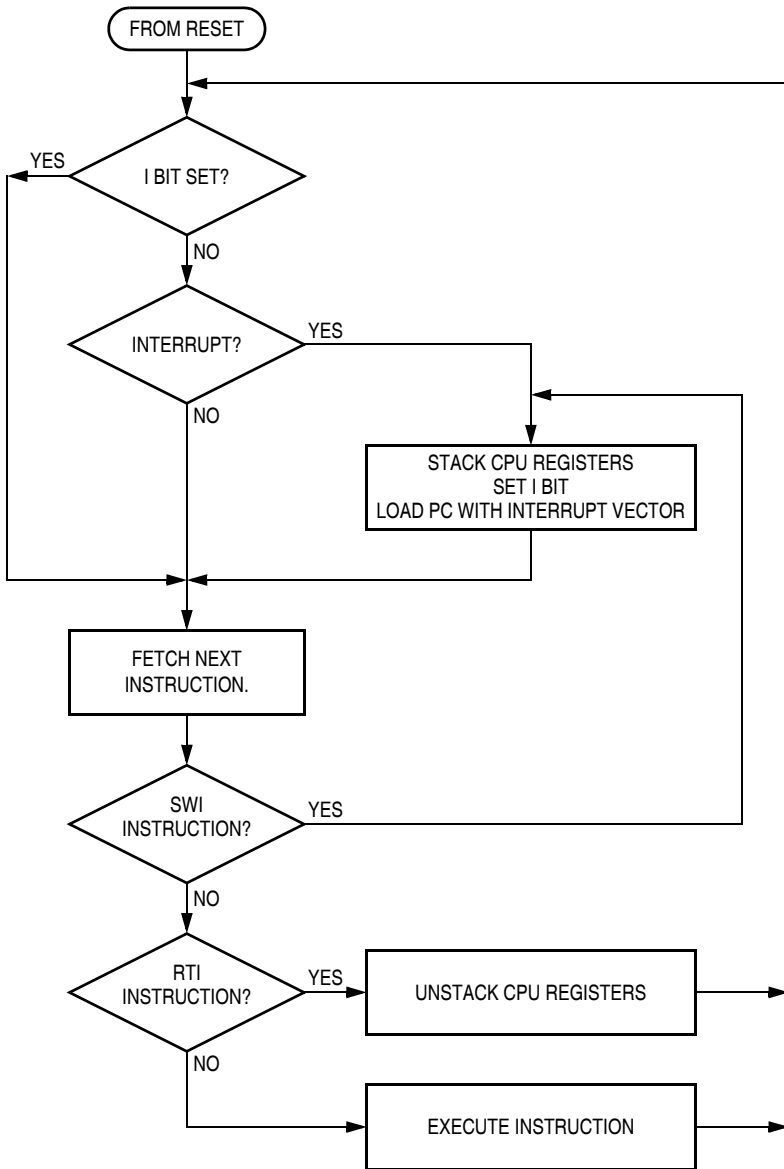 FROM RESET
YES
I BIT SET?
NO
INTERRUPT?
YES
NO
STACK CPU REGISTERS
SET I BIT
LOAD PC WITH INTERRUPT VECTOR
FETCH NEXT
INSTRUCTION.
SWI
INSTRUCTION?
YES
NO
RTI
INSTRUCTION?
YES
UNSTACK CPU REGISTERS
NO
EXECUTE INSTRUCTION